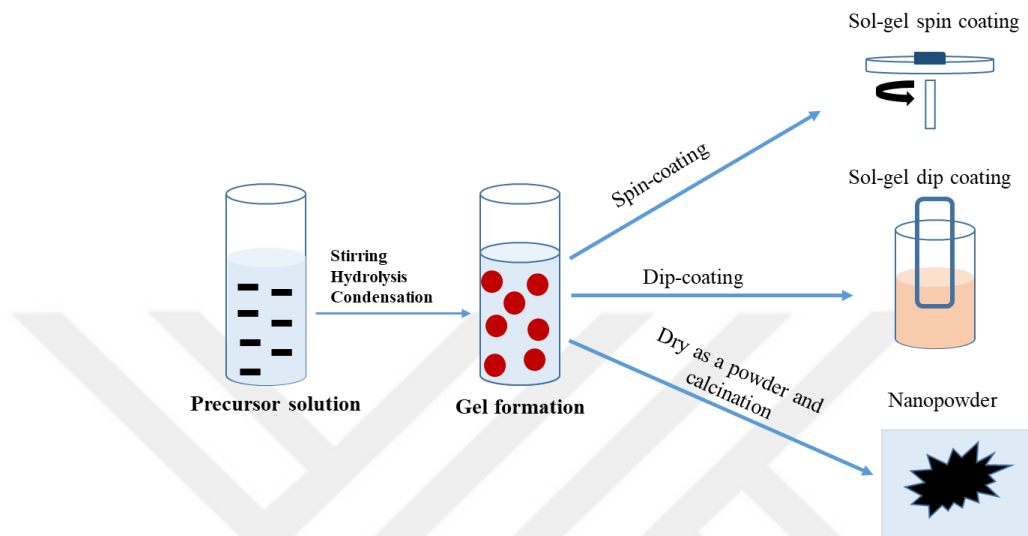 Sol-gel spin coating
Spin-coating
Sol-gel dip coating
Stirring
Hydrolysis
Condensation
Dip-coating
Dry as a powder and
calcination
Precursor solution
Gel formation
Nanopowder